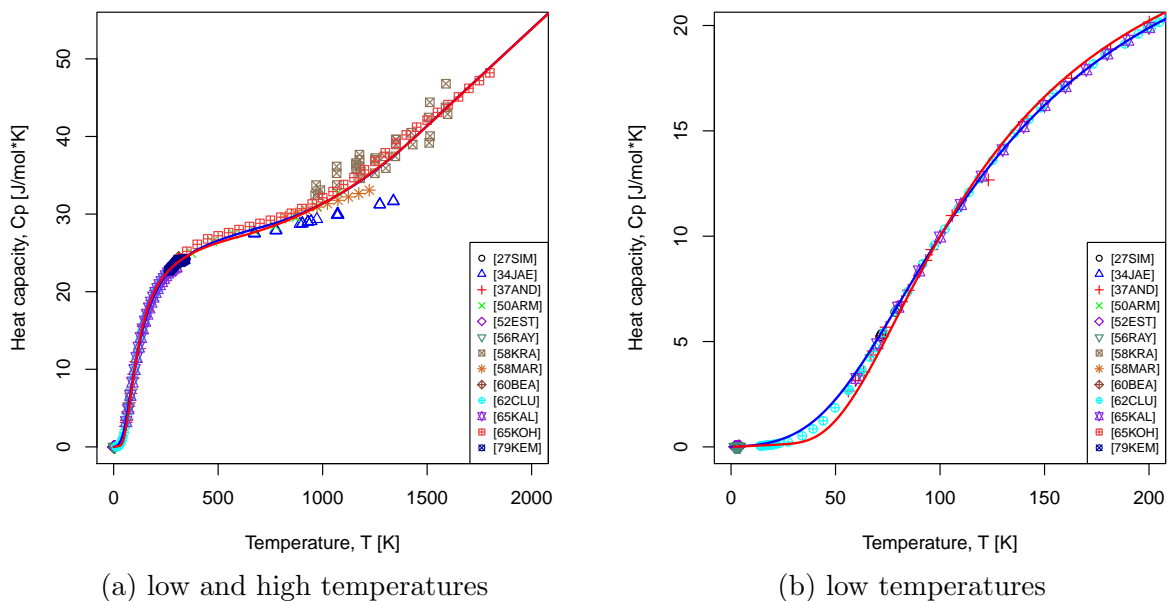 Heat capacity, Cp [J/mol*K]
50
40
30
20
10
0
0 500 1000 1500 2000
Temperature, T [K]
[27SIM]
[34JAE]
[37AND]
[50ARM]
[52EST]
[56RAY]
[58KRA]
[58MAR]
[60BEA]
[62CLU]
[65KAL]
[65KOH]
[79KEM]
(a) low and high temperatures
Heat capacity, Cp [J/mol*K]
20
15
10
5
0
0 50 100 150 200
Temperature, T [K]
[27SIM]
[34JAE]
[37AND]
[50ARM]
[52EST]
[56RAY]
[58KRA]
[58MAR]
[60BEA]
[62CLU]
[65KAL]
[65KOH]
[79KEM]
(b) low temperatures